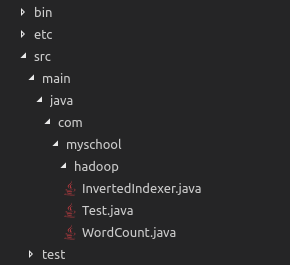 bin
etc
src
main
java
com
myschool
hadoop
InvertedIndexer.java
Test.java
WordCount.java
test